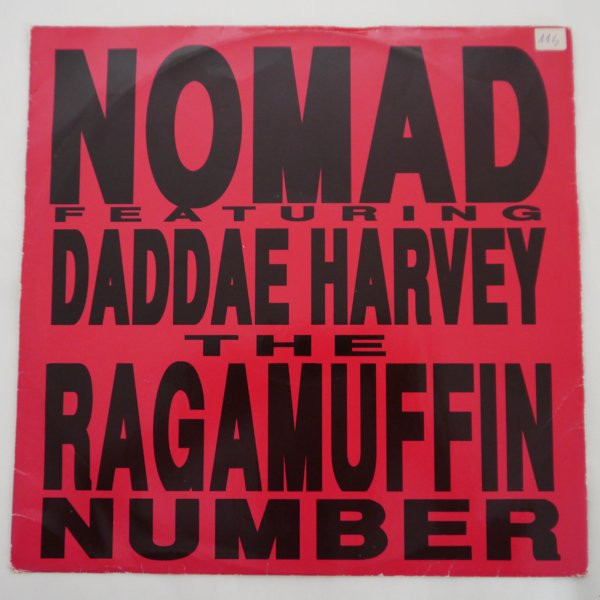 NOMAD
FEATURING
DADDAE HARVEY
THE
RAGAMUFFIN
NUMBER